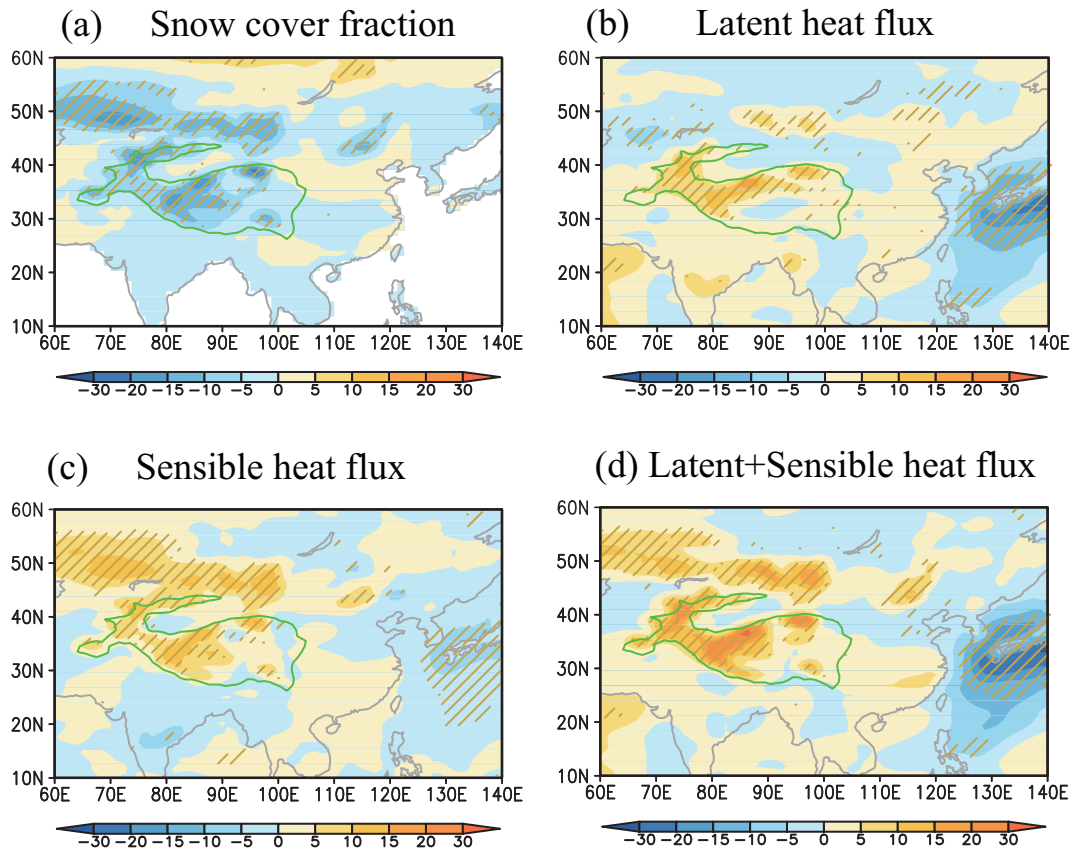 (a) Snow cover fraction
(b) Latent heat flux
60N
50N
40N
30N
20N
10N
60E 70E 80E 90E 100E 110E 120E 130E 140E
-30 -20 -15 -10 -5 0 5 10 15 20 30
60N
50N
40N
30N
20N
10N
60E 70E 80E 90E 100E 110E 120E 130E 140E
-30 -20 -15 -10 -5 0 5 10 15 20 30
(c) Sensible heat flux
(d) Latent+Sensible heat flux
60N
50N
40N
30N
20N
10N
60E 70E 80E 90E 100E 110E 120E 130E 140E
-30 -20 -15 -10 -5 0 5 10 15 20 30
60N
50N
40N
30N
20N
10N
60E 70E 80E 90E 100E 110E 120E 130E 140E
-30 -20 -15 -10 -5 0 5 10 15 20 30